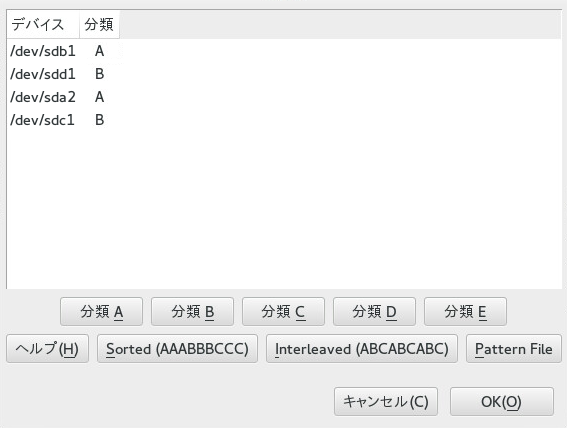 デバイス 分類
/dev/sdb1 A
/dev/sdd1 B
/dev/sda2 A
/dev/sdc1 B
分類 A 分類 B 分類 C 分類 D 分類 E
ヘルプ(H) Sorted (AAABBBCCC) Interleaved (ABCABCABC) Pattern File
キャンセル(C) OK(O)